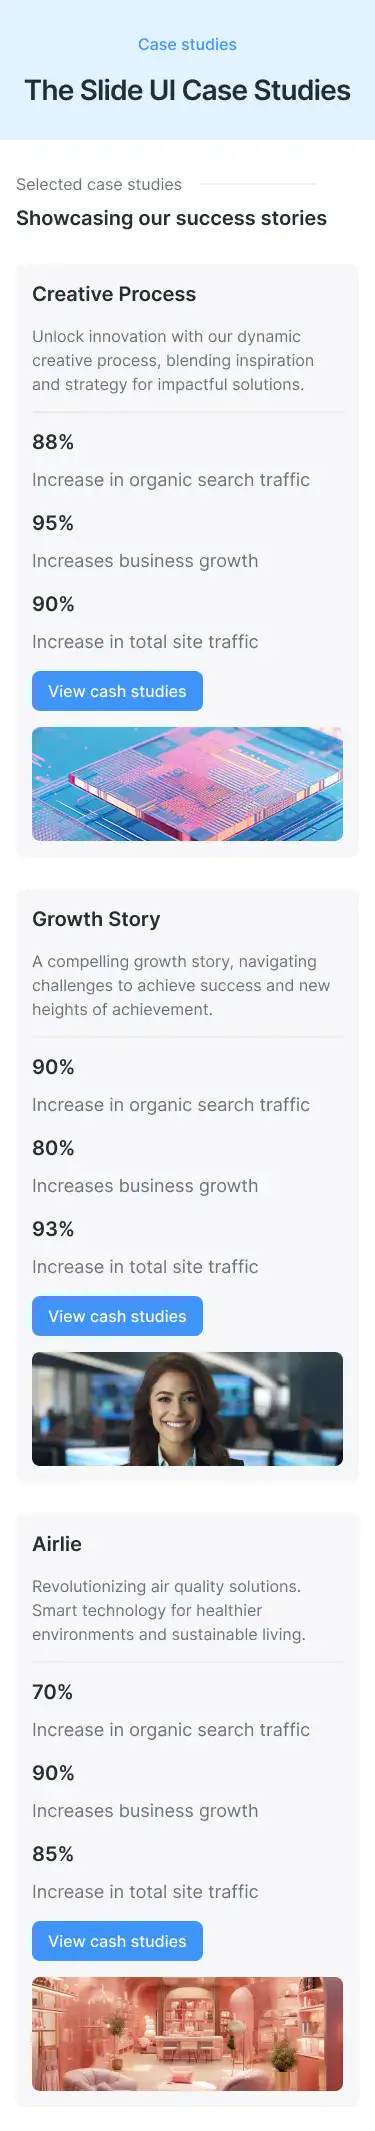 Case studies
The Slide UI Case Studies
Selected case studies
Showcasing our success stories
Creative Process
Unlock innovation with our dynamic
creative process, blending inspiration
and strategy for impactful solutions.
88%
Increase in organic search traffic
95%
Increases business growth
90%
Increase in total site traffic
View cash studies
Growth Story
A compelling growth story, navigating
challenges to achieve success and new
heights of achievement.
90%
Increase in organic search traffic
80%
Increases business growth
93%
Increase in total site traffic
View cash studies
Airlie
Revolutionizing air quality solutions.
Smart technology for healthier
environments and sustainable living.
70%
Increase in organic search traffic
90%
Increases business growth
85%
Increase in total site traffic
View cash studies